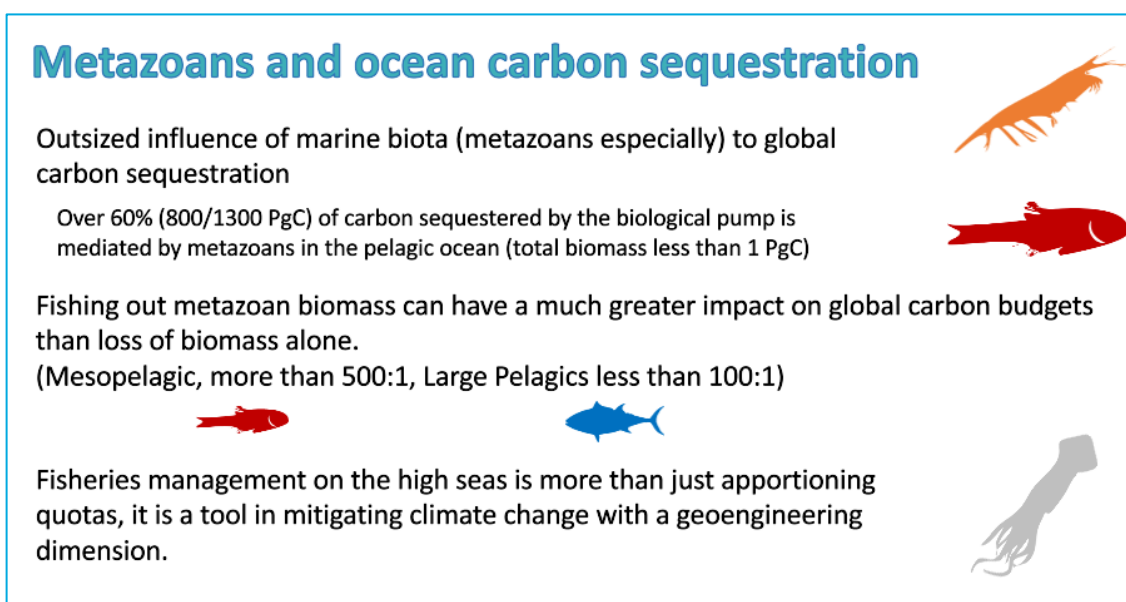 Metazoans and ocean carbon sequestration
Outsized influence of marine biota (metazoans especially) to global
carbon sequestration
Over 60% (800/1300 PgC) of carbon sequestered by the biological pump is
mediated by metazoans in the pelagic ocean (total biomass less than 1 PgC)
Fishing out metazoan biomass can have a much greater impact on global carbon budgets
than loss of biomass alone.
(Mesopelagic, more than 500:1, Large Pelagics less than 100:1)
Fisheries management on the high seas is more than just apportioning
quotas, it is a tool in mitigating climate change with a geoengineering
dimension.